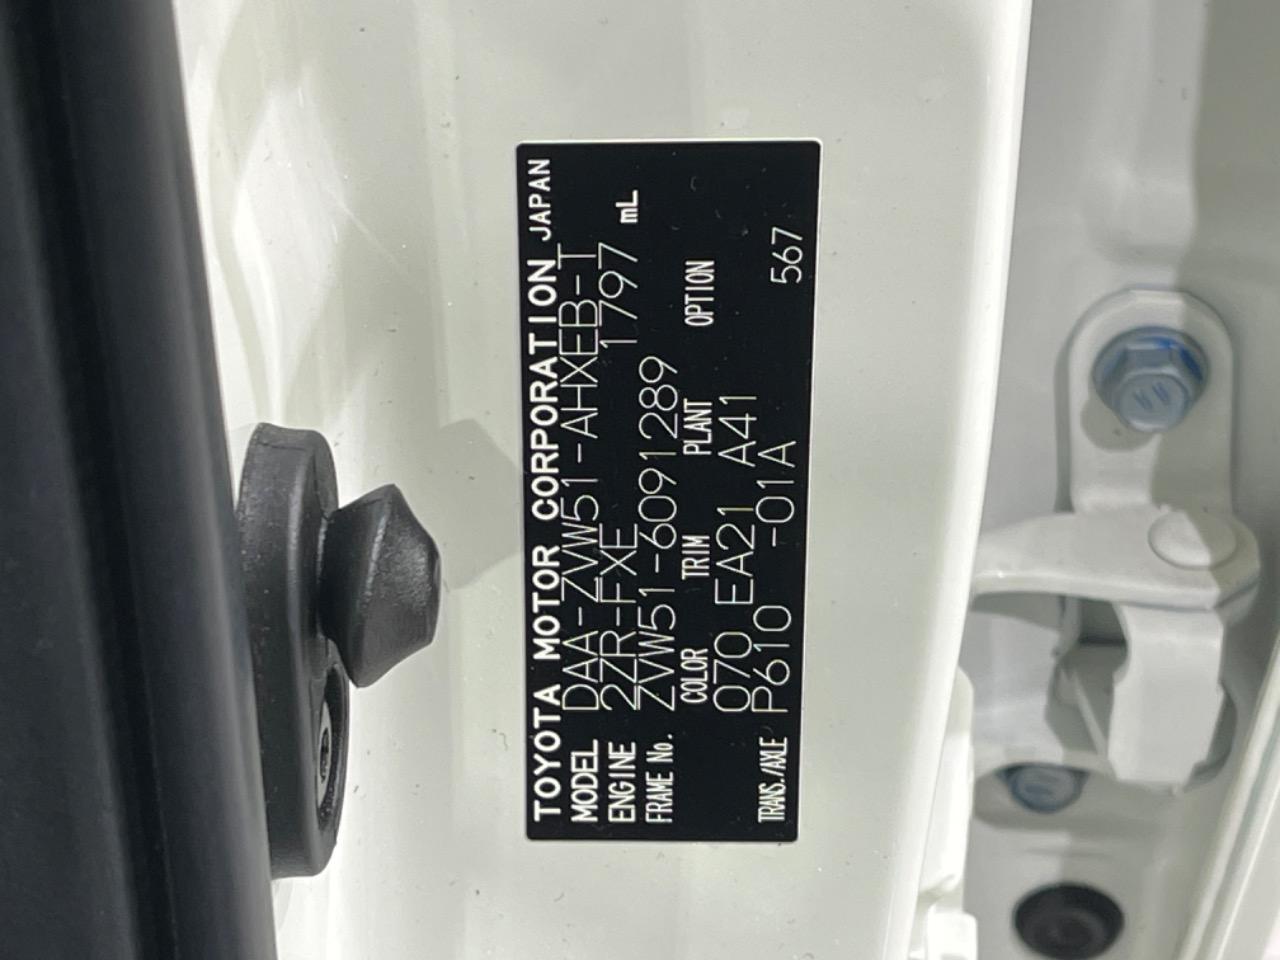 TOYOTA MOTOR CORPORATION JAPAN
MODEL DAA-ZVW51-AHXEB-T
ENGINE 2ZR-FXE 1797 mL
FRAME No. ZVW51-6091289
COLOR TRIM PLANT OPTION
070 EA21 A41
TRANS./AXLE P610 -01A 567